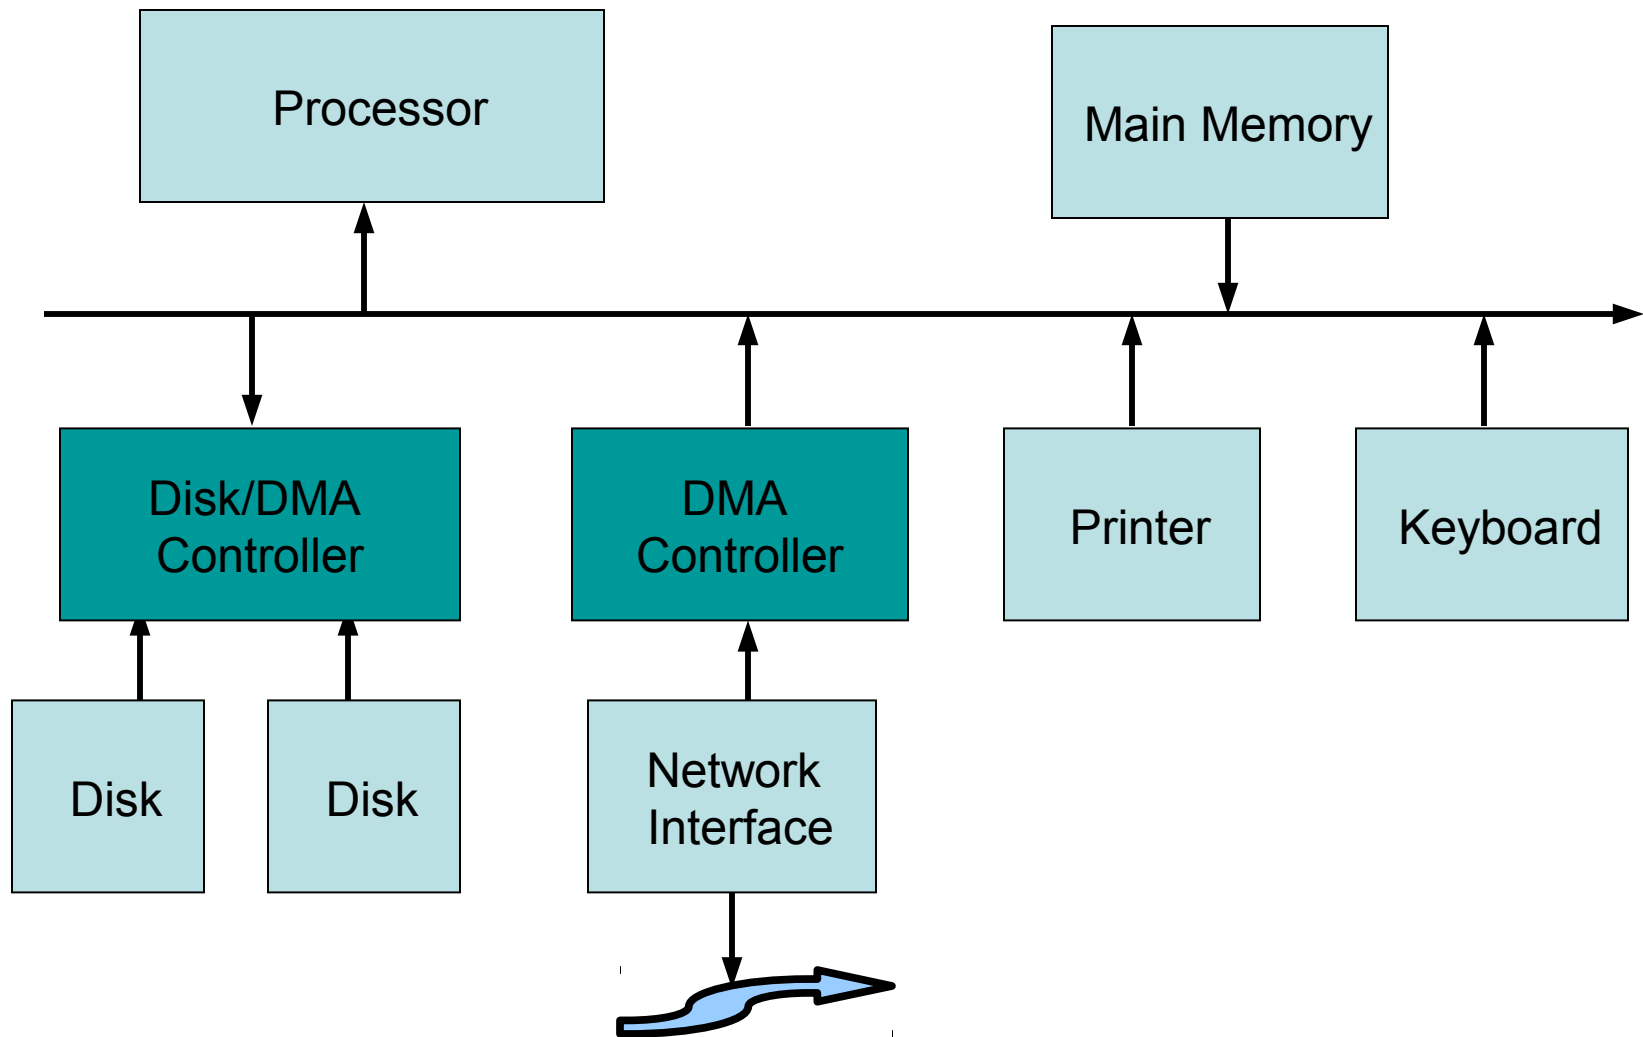 Processor
Main Memory
Disk/DMA
Controller
DMA
Controller
Printer
Keyboard
Disk
Disk
Network
Interface